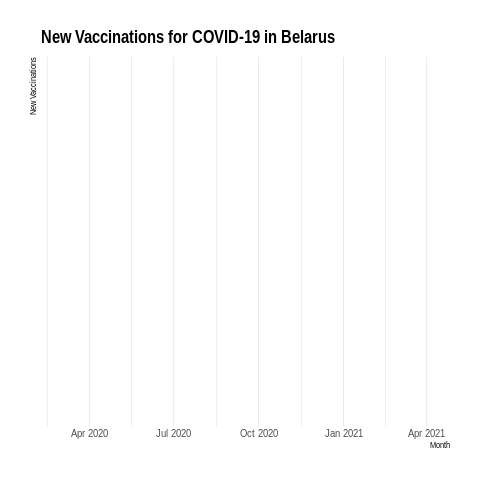 New Vaccinations for COVID-19 in Belarus
New Vaccinations
Apr 2020 Jul 2020 Oct 2020 Jan 2021 Apr 2021
Month